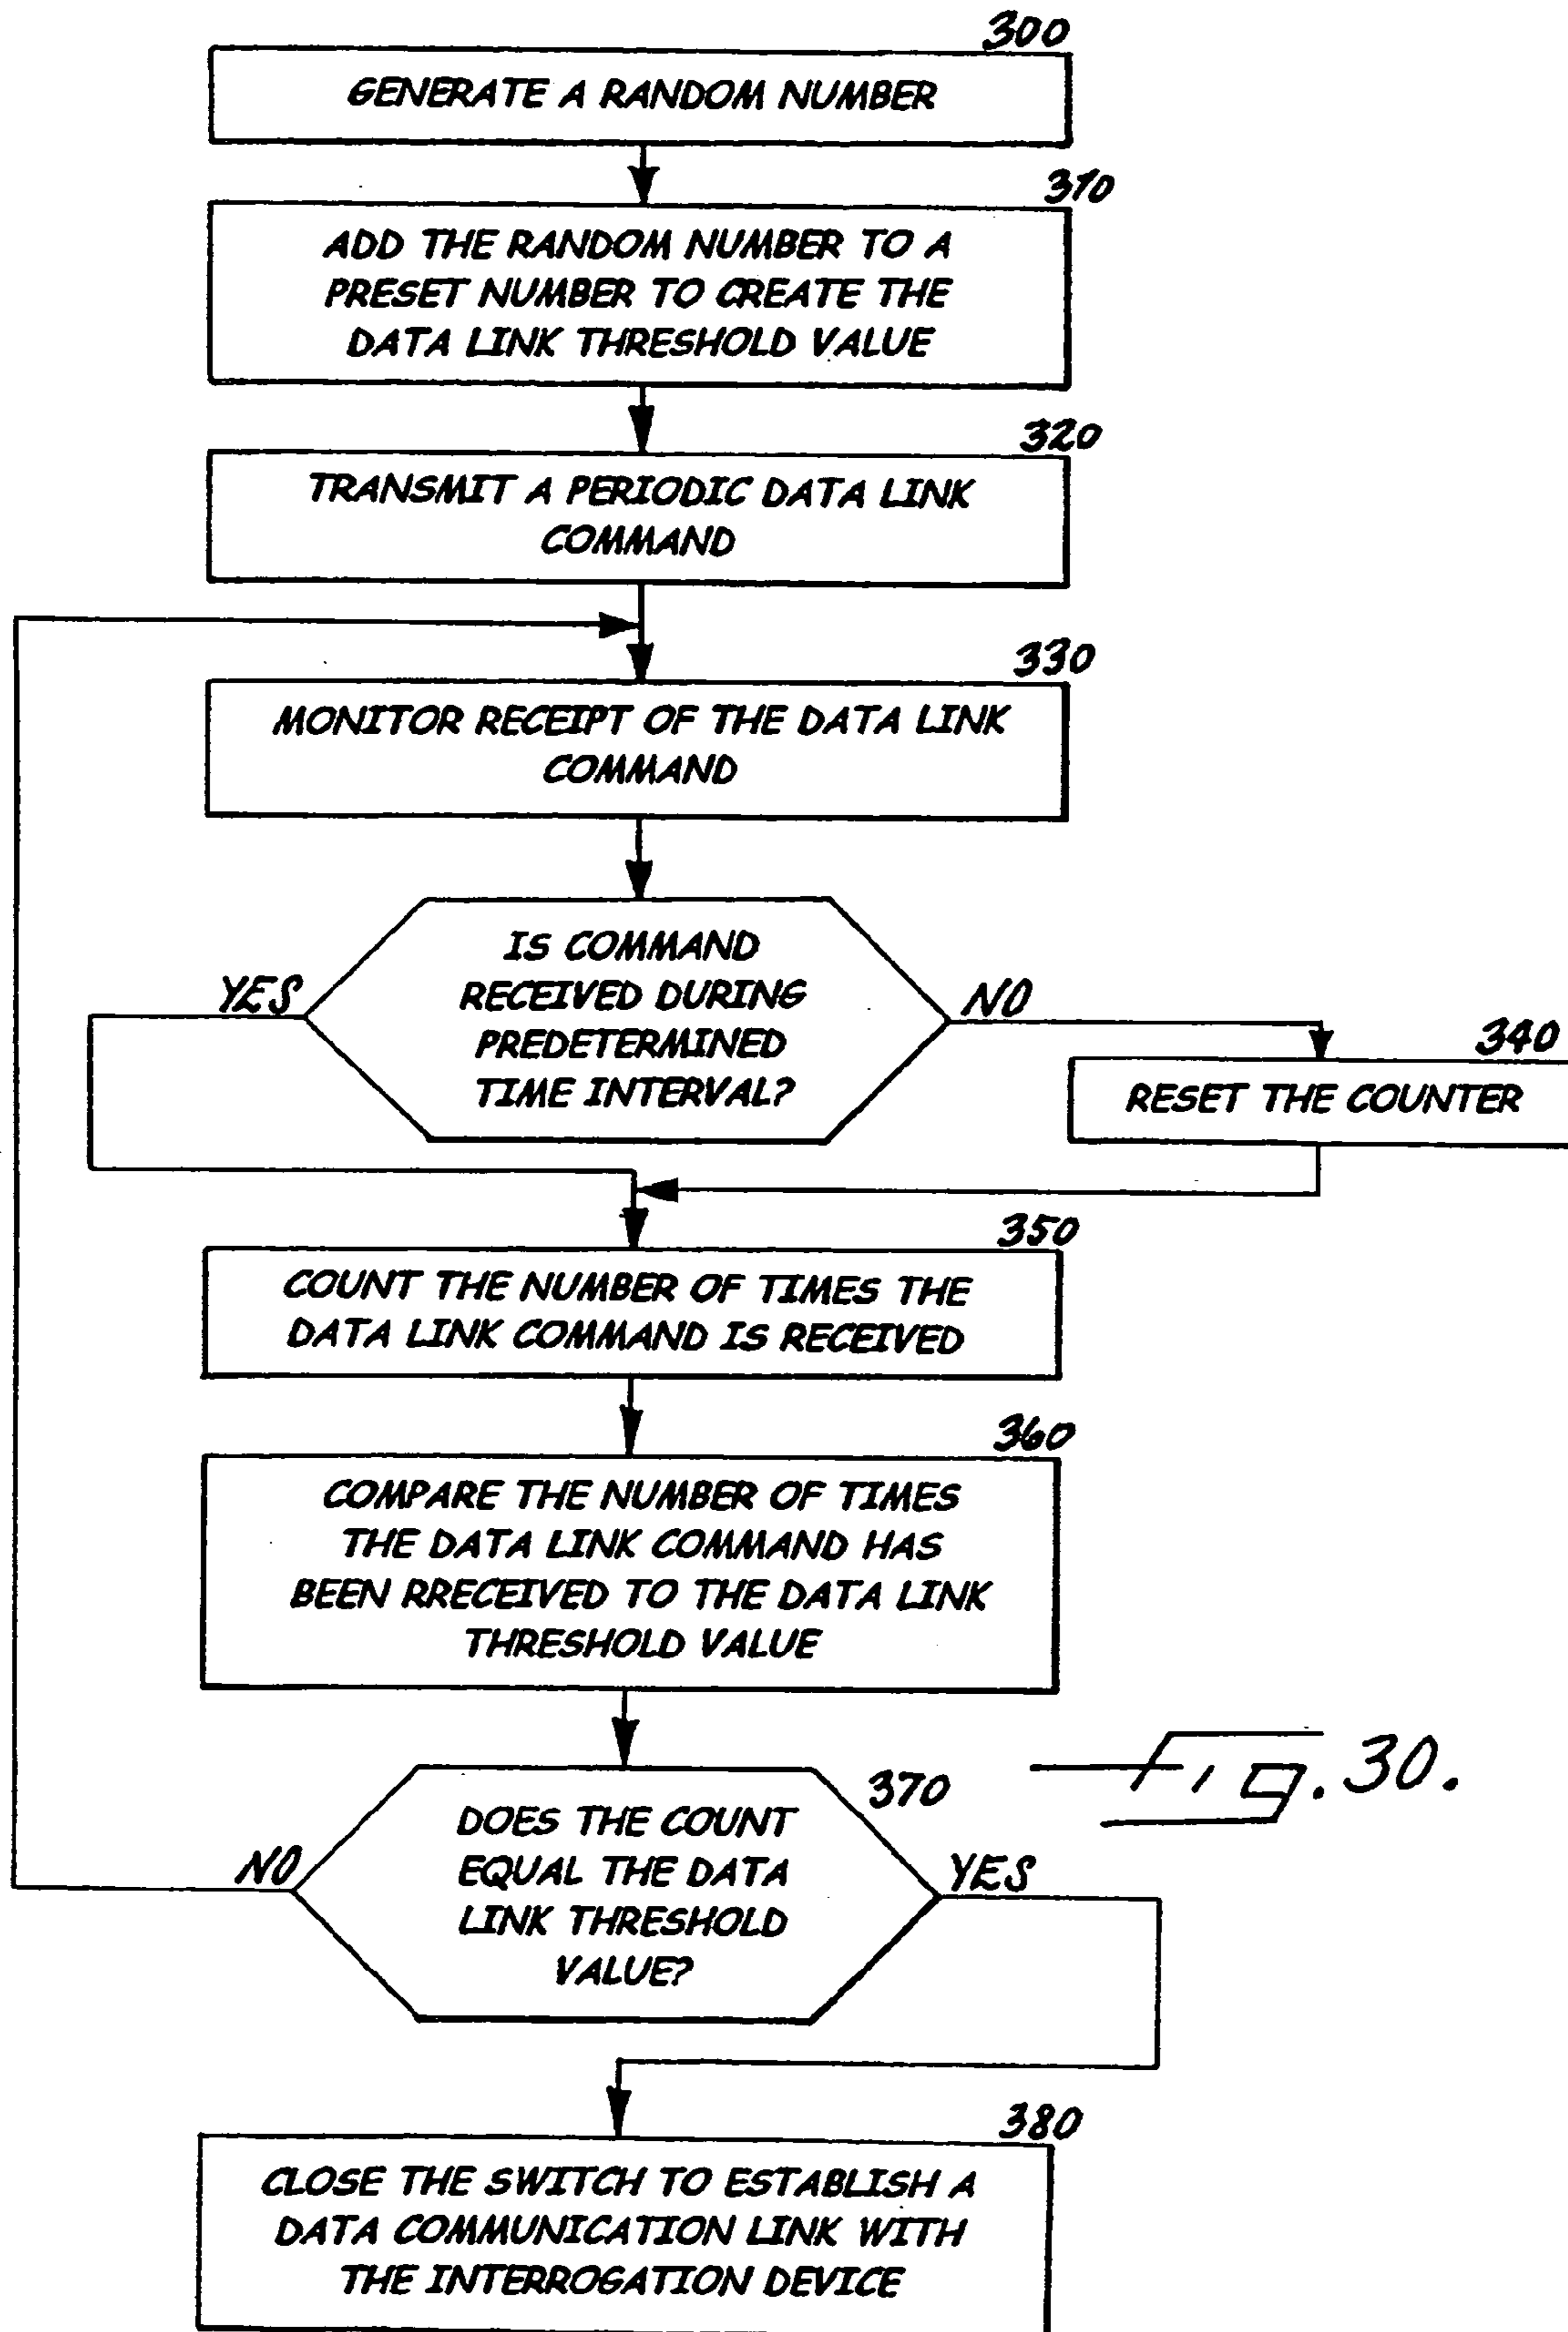 300
GENERATE A RANDOM NUMBER
310
ADD THE RANDOM NUMBER TO A
PRESET NUMBER TO CREATE THE
DATA LINK THRESHOLD VALUE
320
TRANSMIT A PERIODIC DATA LINK
COMMAND
330
MONITOR RECEIPT OF THE DATA LINK
COMMAND
IS COMMAND
RECEIVED DURING
PREDETERMINED
TIME INTERVAL?
YES
NO
340
RESET THE COUNTER
350
COUNT THE NUMBER OF TIMES THE
DATA LINK COMMAND IS RECEIVED
360
COMPARE THE NUMBER OF TIMES
THE DATA LINK COMMAND HAS
BEEN RRECEIVED TO THE DATA LINK
THRESHOLD VALUE
370
DOES THE COUNT
EQUAL THE DATA
LINK THRESHOLD
VALUE?
NO
YES
Fig. 30.
380
CLOSE THE SWITCH TO ESTABLISH A
DATA COMMUNICATION LINK WITH
THE INTERROGATION DEVICE